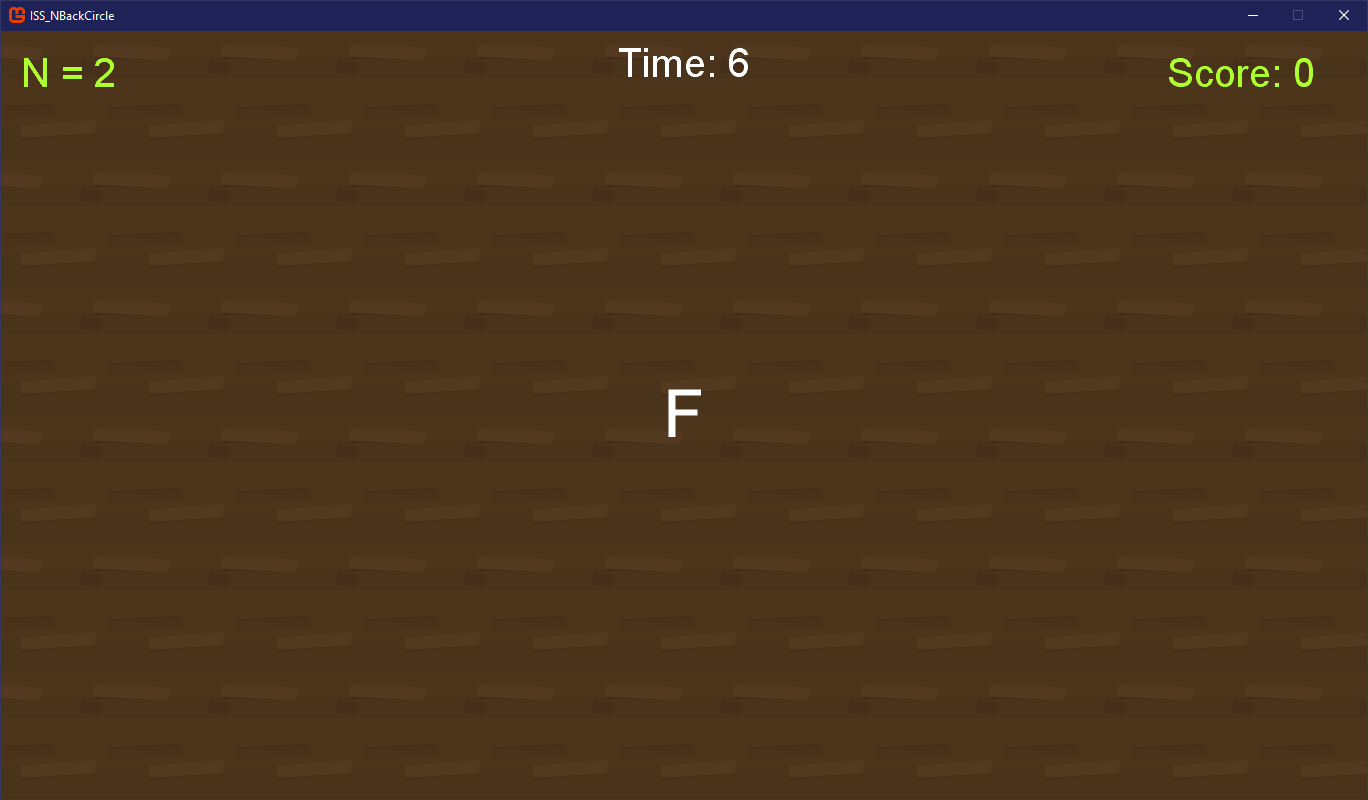 ISS_NBackCircle
N = 2
Time: 6
Score: 0
F